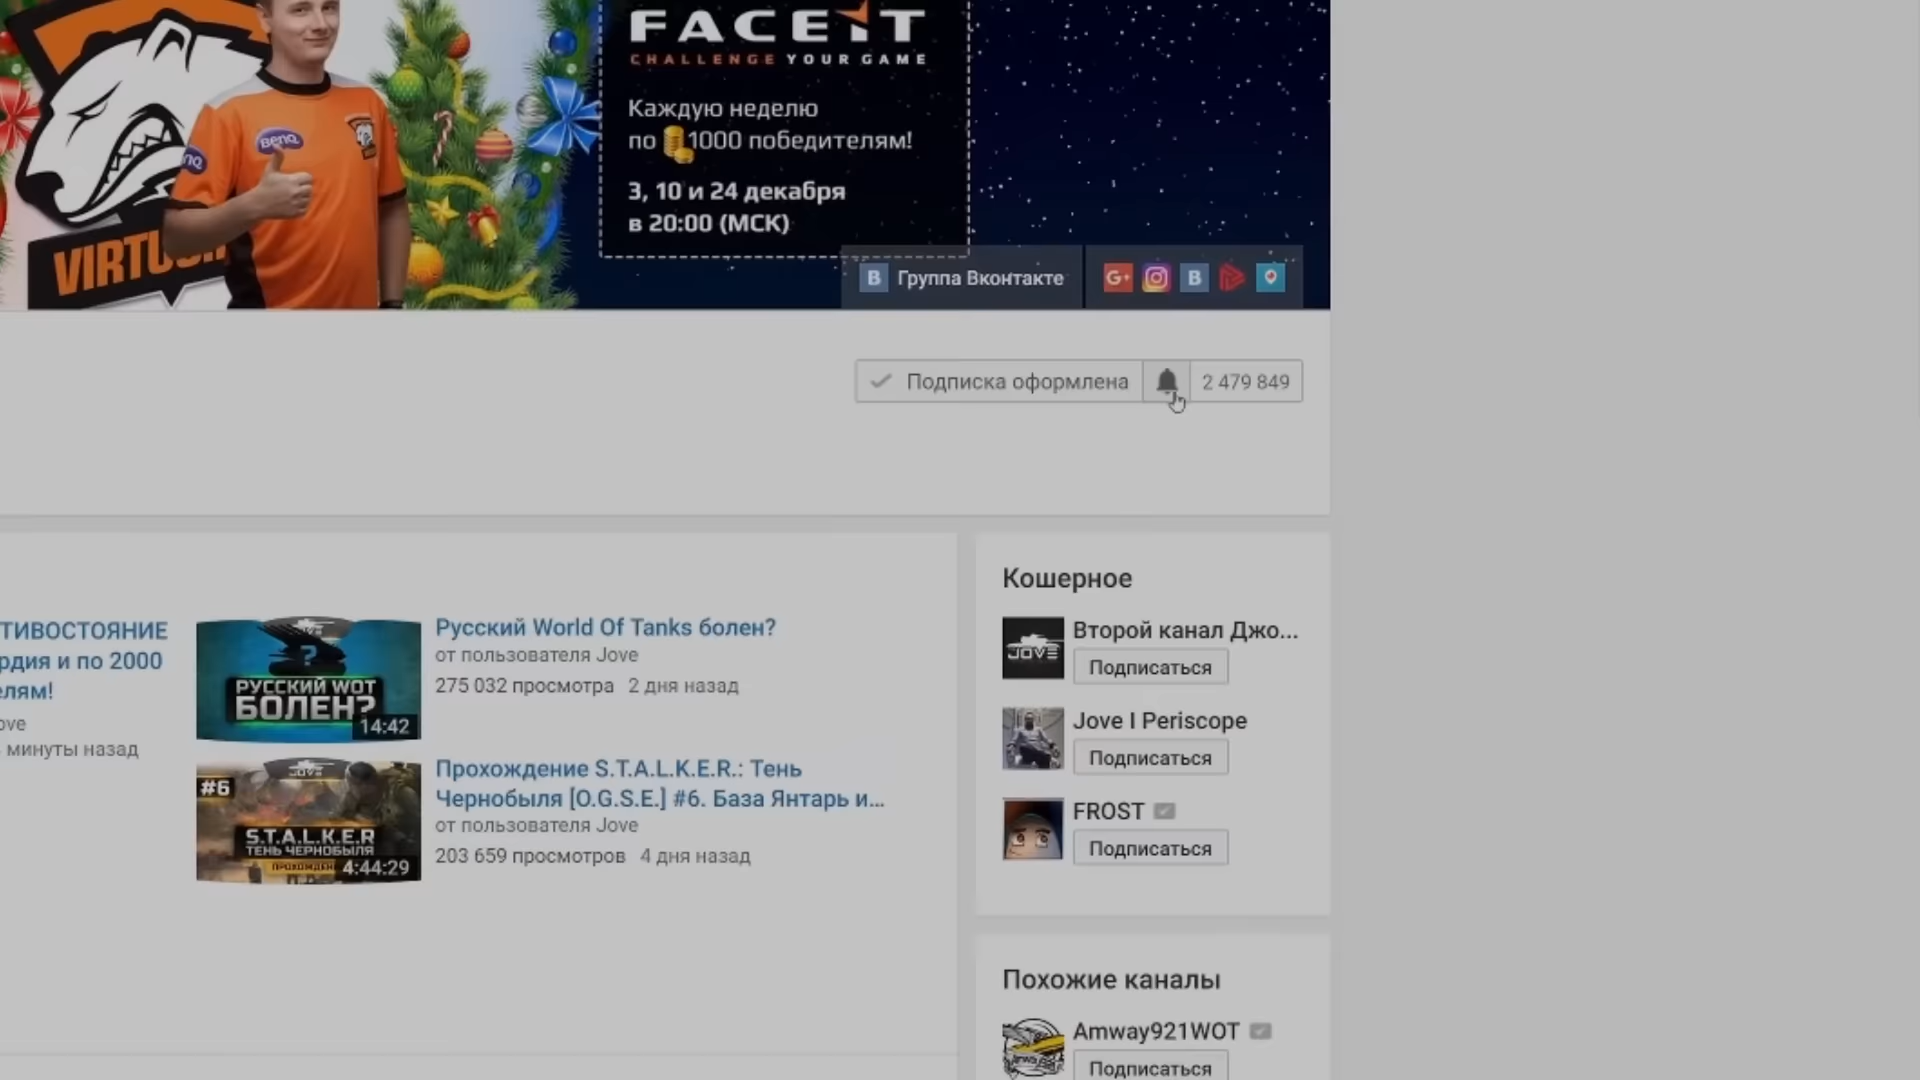 FACEIT
CHALLENGE YOUR GAME
Каждую неделю
по 1000 победителям!
3, 10 и 24 декабря
в 20:00 (МСК)
BenQ
VIRTUS
Группа Вконтакте
Подписка оформлена
2 479 849
ТИВОСТОЯНИЕ
рдия и по 2000
елям!
ove
минуты назад
РУССКИЙ WOT
БОЛЕН?
14:42
Русский World Of Tanks болен?
от пользователя Jove
275 032 просмотра 2 дня назад
#6
S.T.A.L.K.E.R
ТЕНЬ ЧЕРНОБЫЛЯ
4:44:29
Прохождение S.T.A.L.K.E.R.: Тень
Чернобыля [O.G.S.E.] #6. База Янтарь и...
от пользователя Jove
203 659 просмотров 4 дня назад
Кошерное
JOVE
Второй канал Джо...
Подписаться
Jove I Periscope
Подписаться
FROST
Подписаться
Похожие каналы
Amway921WOT
Подписаться